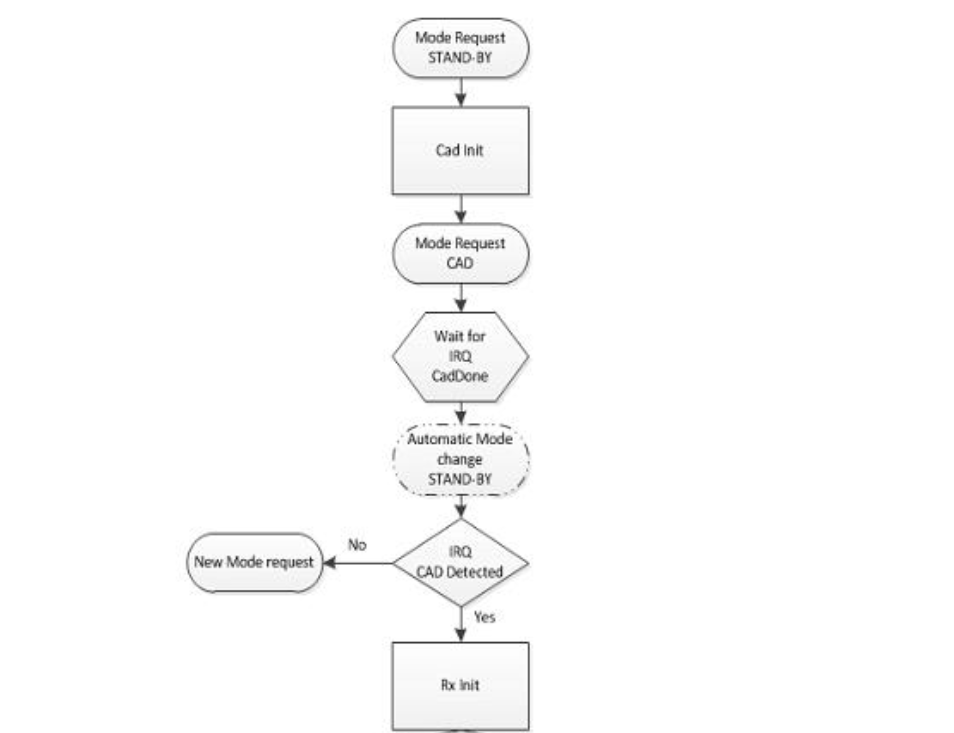 Mode Request
STAND-BY
Cad Init
Mode Request
CAD
Wait for
IRQ
CadDone
Automatic Mode
change
STAND-BY
IRQ
CAD Detected
No
New Mode request
Yes
Rx Init